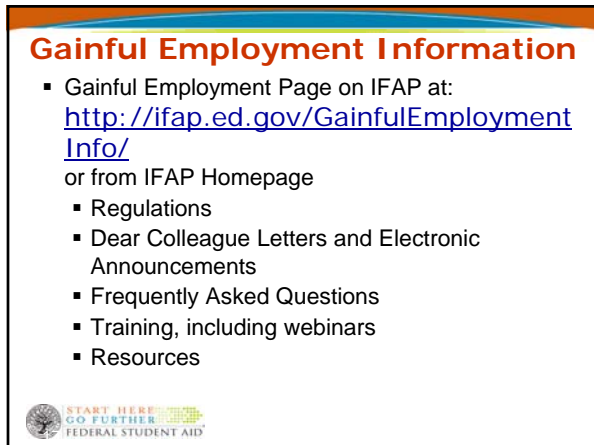 Gainful Employment Information
▪ Gainful Employment Page on IFAP at:
http://ifap.ed.gov/GainfulEmployment
Info/
or from IFAP Homepage
▪ Regulations
▪ Dear Colleague Letters and Electronic
Announcements
▪ Frequently Asked Questions
▪ Training, including webinars
▪ Resources
START HERE
GO FURTHER
FEDERAL STUDENT AID